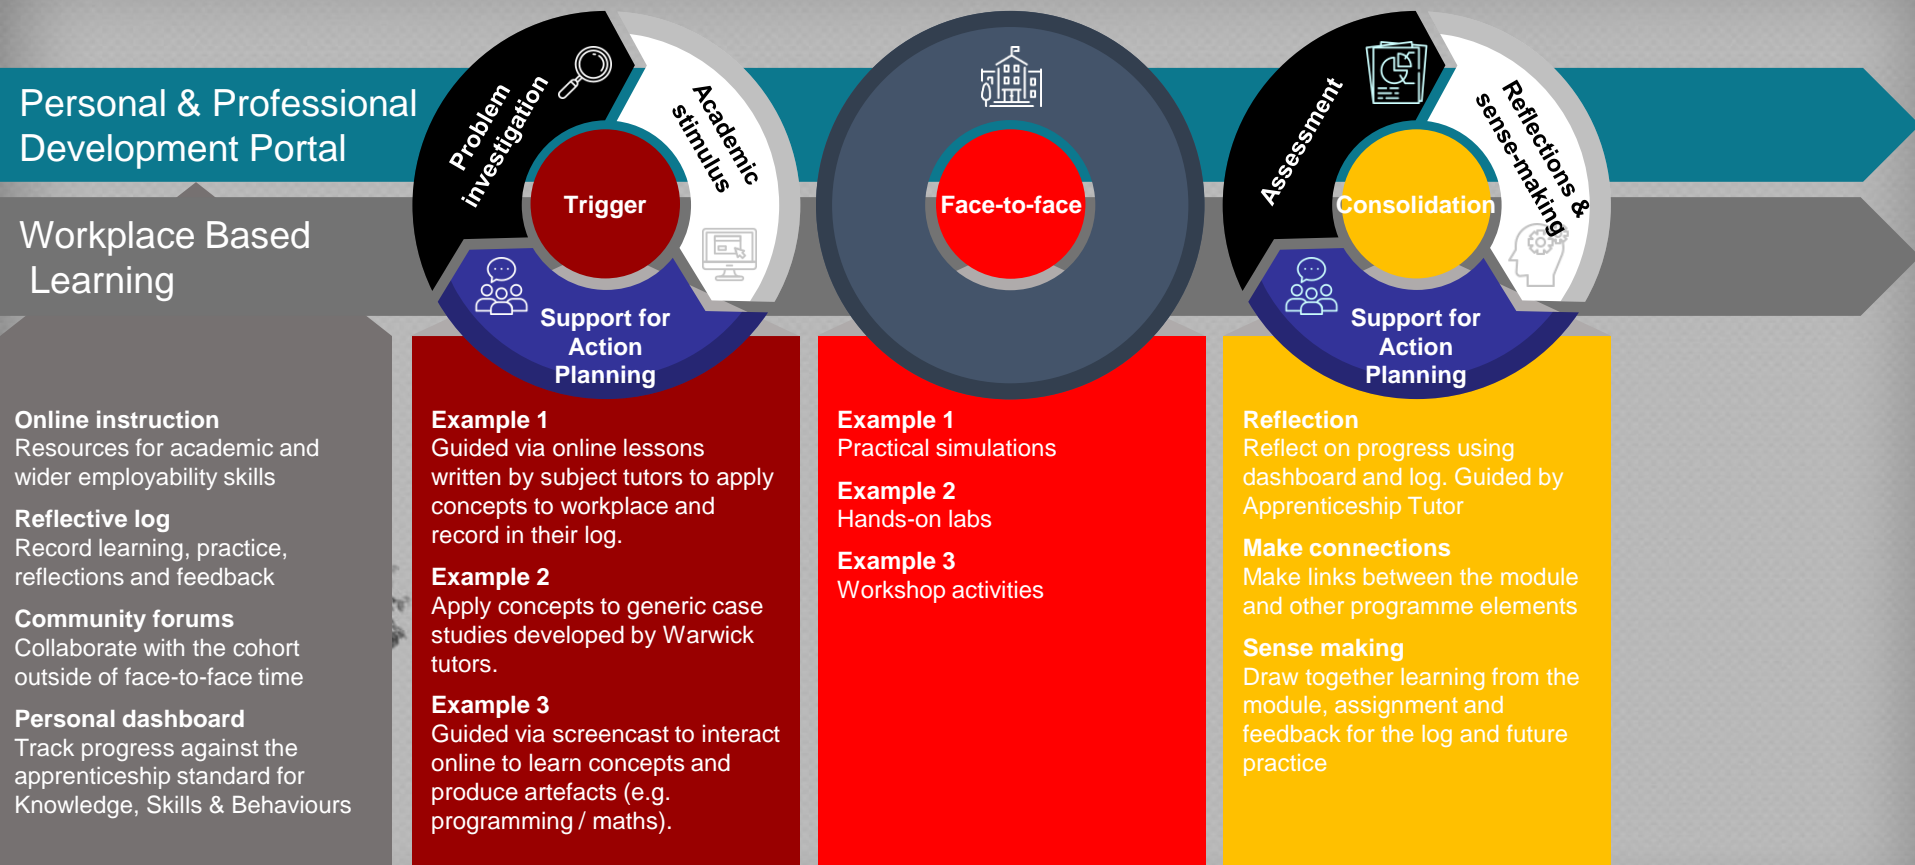 Personal & Professional
Development Portal
Workplace Based
Learning
Online instruction
Resources for academic and
wider employability skills
Reflective log
Record learning, practice,
reflections and feedback
Community forums
Collaborate with the cohort
outside of face-to-face time
Personal dashboard
Track progress against the
apprenticeship standard for
Knowledge, Skills & Behaviours
Problem
investigation
Academic
stimulus
Trigger
Support for
Action
Planning
Example 1
Guided via online lessons
written by subject tutors to apply
concepts to workplace and
record in their log.
Example 2
Apply concepts to generic case
studies developed by Warwick
tutors.
Example 3
Guided via screencast to interact
online to learn concepts and
produce artefacts (e.g.
programming / maths).
Face-to-face
Example 1
Practical simulations
Example 2
Hands-on labs
Example 3
Workshop activities
Assessment
Reflections &
sense-making
Consolidation
Support for
Action
Planning
Reflection
Reflect on progress using
dashboard and log. Guided by
Apprenticeship Tutor
Make connections
Make links between the module
and other programme elements
Sense making
Draw together learning from the
module, assignment and
feedback for the log and future
practice